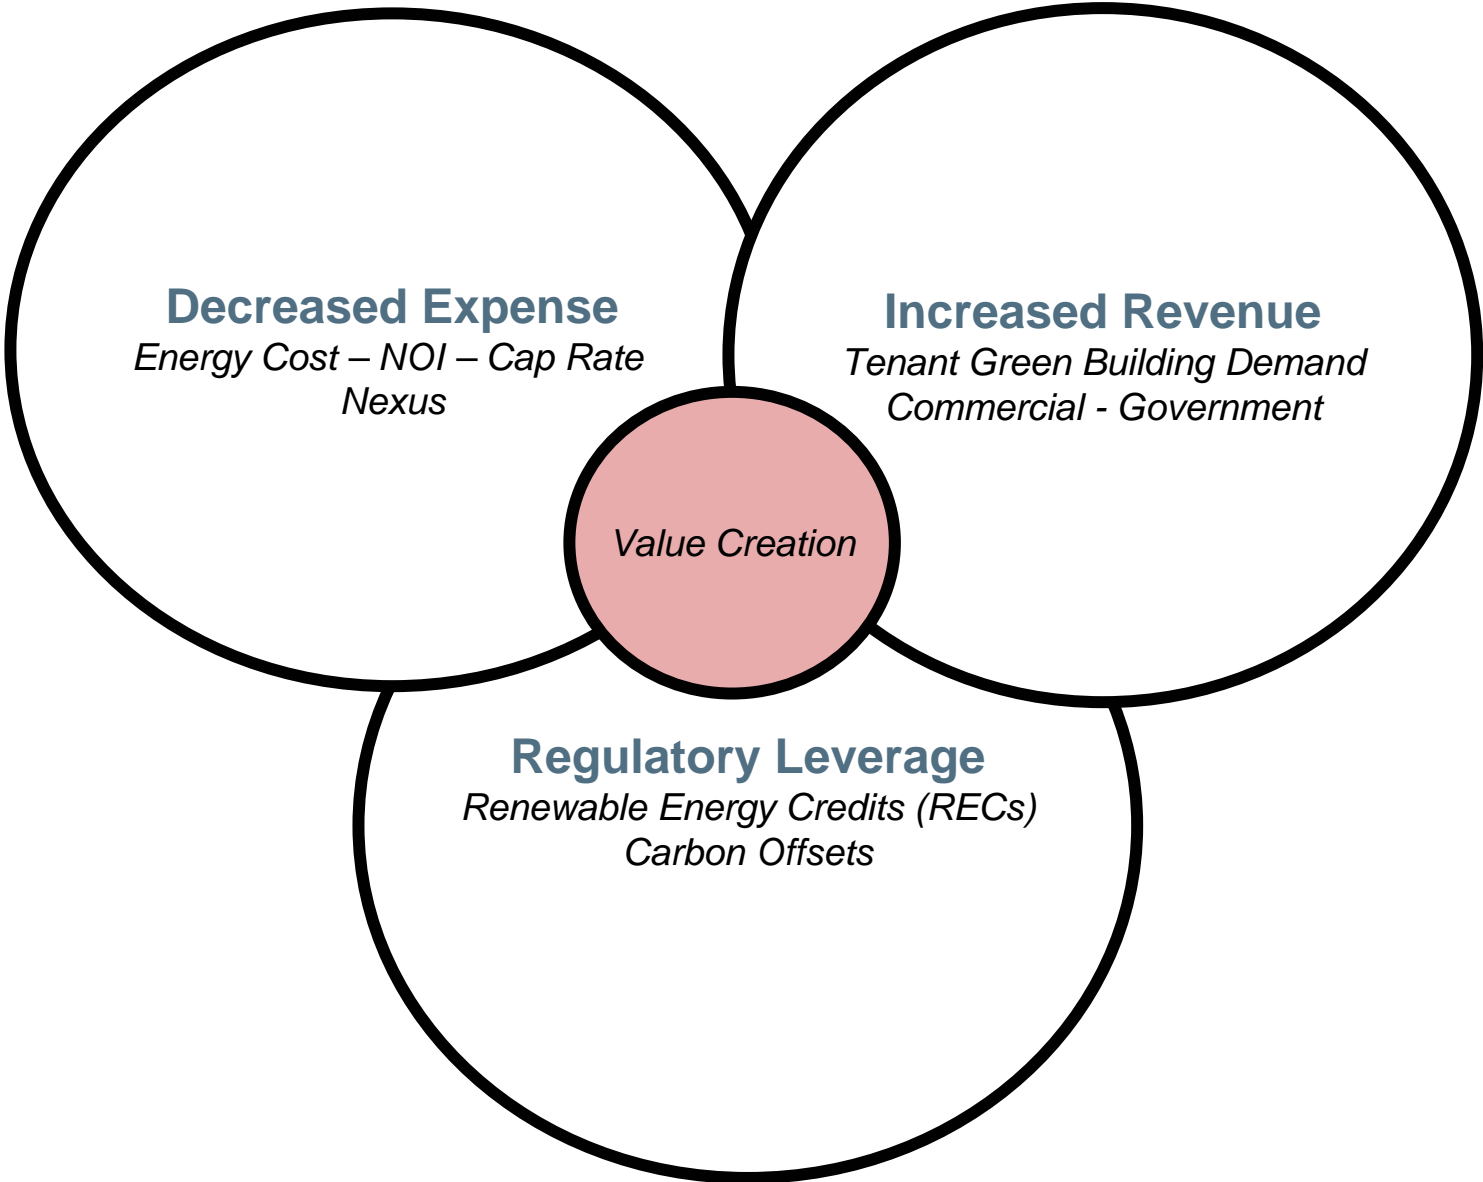 Decreased Expense
Energy Cost – NOI – Cap Rate
Nexus
Increased Revenue
Tenant Green Building Demand
Commercial - Government
Value Creation
Regulatory Leverage
Renewable Energy Credits (RECs)
Carbon Offsets